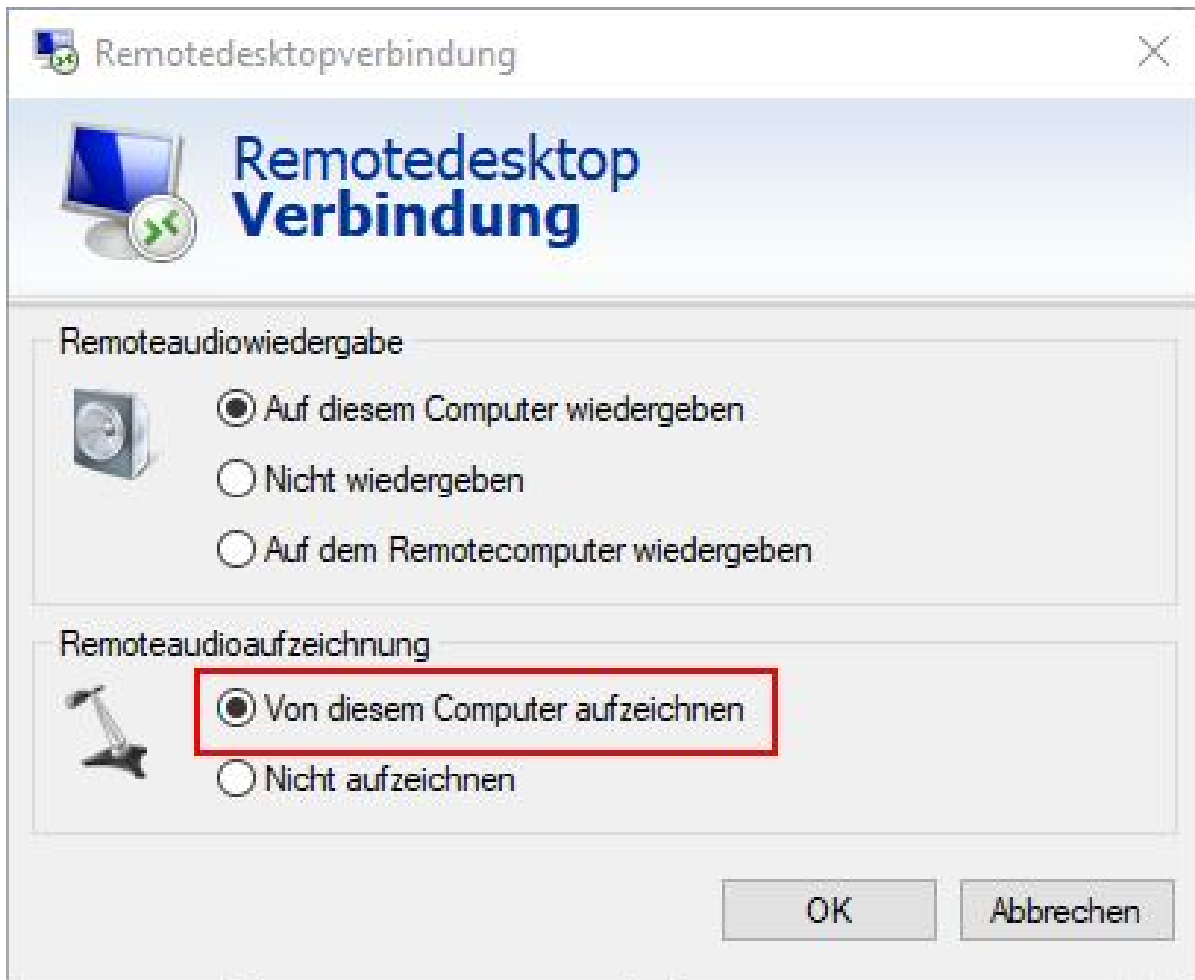 Remotedesktopverbindung
Remotedesktop
Verbindung
Remoteaudiowiedergabe
Auf diesem Computer wiedergeben
Nicht wiedergeben
Auf dem Remotecomputer wiedergeben
Remoteaudioaufzeichnung
Von diesem Computer aufzeichnen
Nicht aufzeichnen
OK Abbrechen